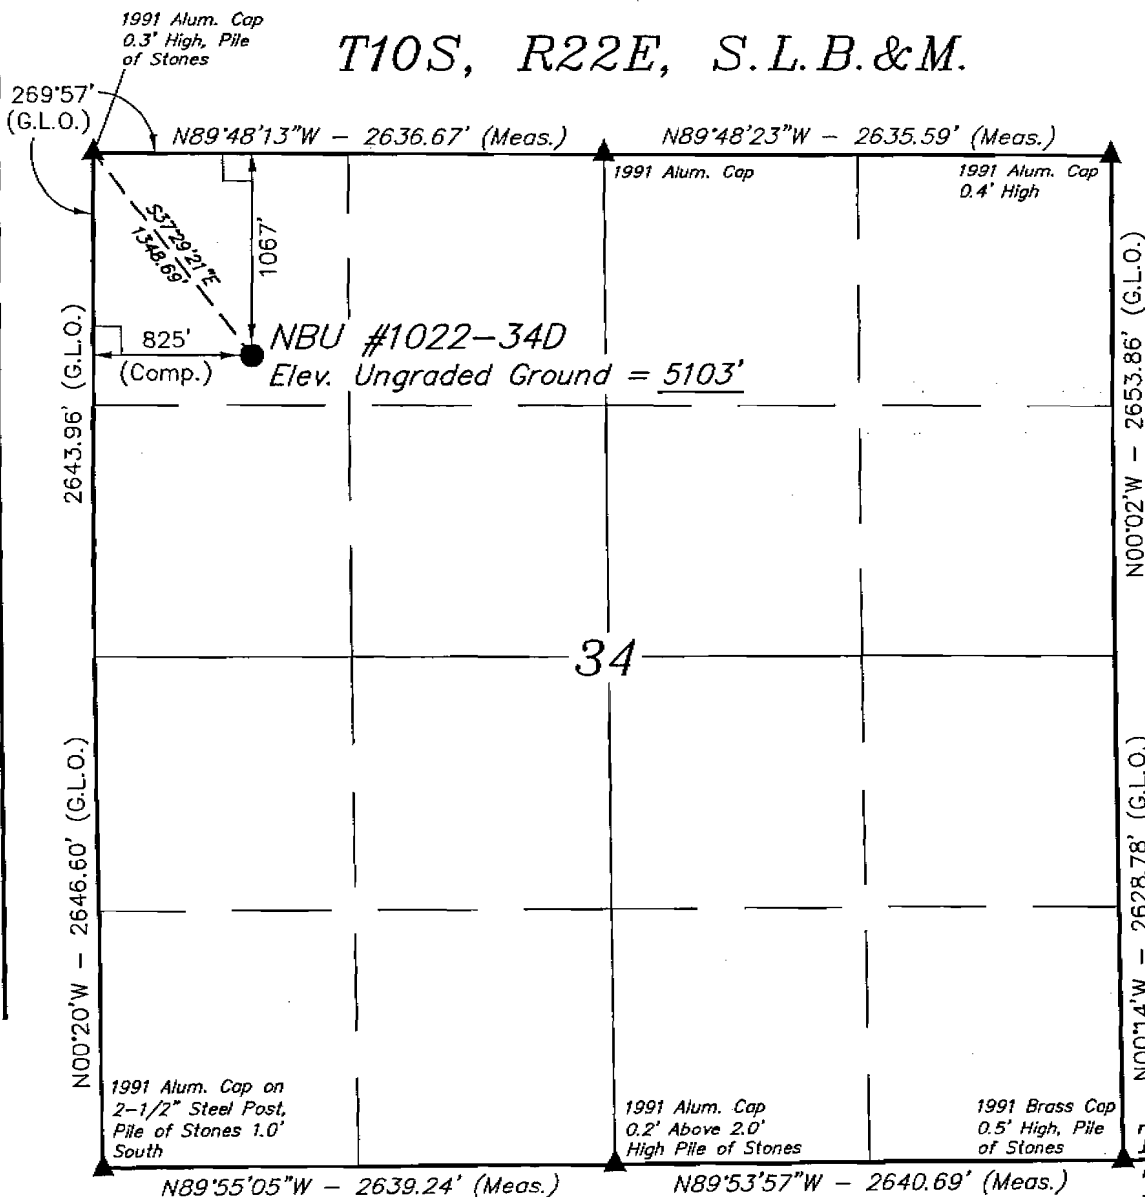 1991 Alum. Cap
0.3' High, Pile
of Stones
T10S, R22E, S.L.B.&M.
269°57'
(G.L.O.)
N89°48'13"W - 2636.67' (Meas.)
N89°48'23"W - 2635.59' (Meas.)
1991 Alum. Cap
1991 Alum. Cap
0.4' High
S37°29'21"E
1348.69'
1067'
825'
(Comp.)
NBU #1022-34D
Elev. Ungraded Ground = 5103'
2643.96' (G.L.O.)
N00°02'W - 2653.86' (G.L.O.)
34
N00°20'W - 2646.60' (G.L.O.)
N00°14'W - 2628.78' (G.L.O.)
1991 Alum. Cap on
2-1/2" Steel Post,
Pile of Stones 1.0'
South
1991 Alum. Cap
0.2' Above 2.0'
High Pile of Stones
1991 Brass Cap
0.5' High, Pile
of Stones
N89°55'05"W - 2639.24' (Meas.)
N89°53'57"W - 2640.69' (Meas.)